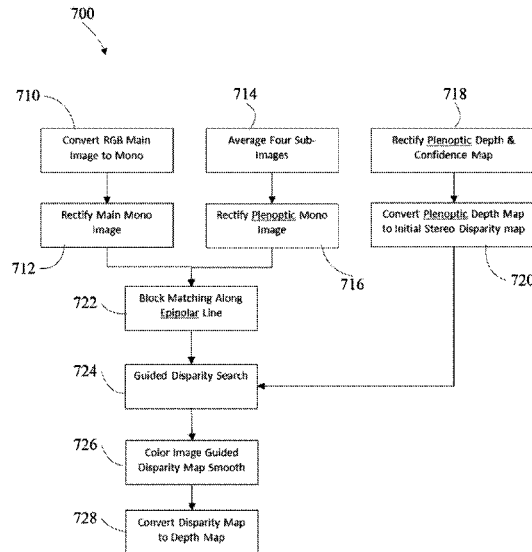 700
710
714
718
Convert RGB Main
Image to Mono
Average Four Sub-
Images
Rectify Plenoptic Depth &
Confidence Map
Rectify Main Mono
Image
Rectify Plenoptic Mono
Image
Convert Plenoptic Depth Map
to Initial Stereo Disparity map
712
716
720
722
Block Matching Along
Epipolar Line
724
Guided Disparity Search
726
Color Image Guided
Disparity Map Smooth
728
Convert Disparity Map
to Depth Map